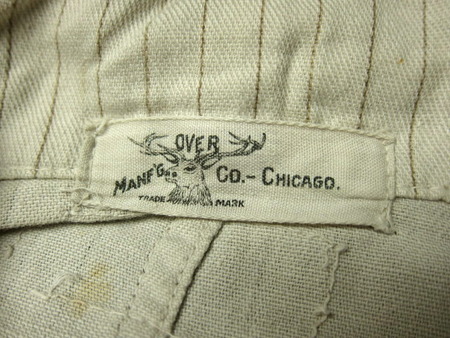 OVER
MANF'G. CO.-CHICAGO.
TRADE MARK